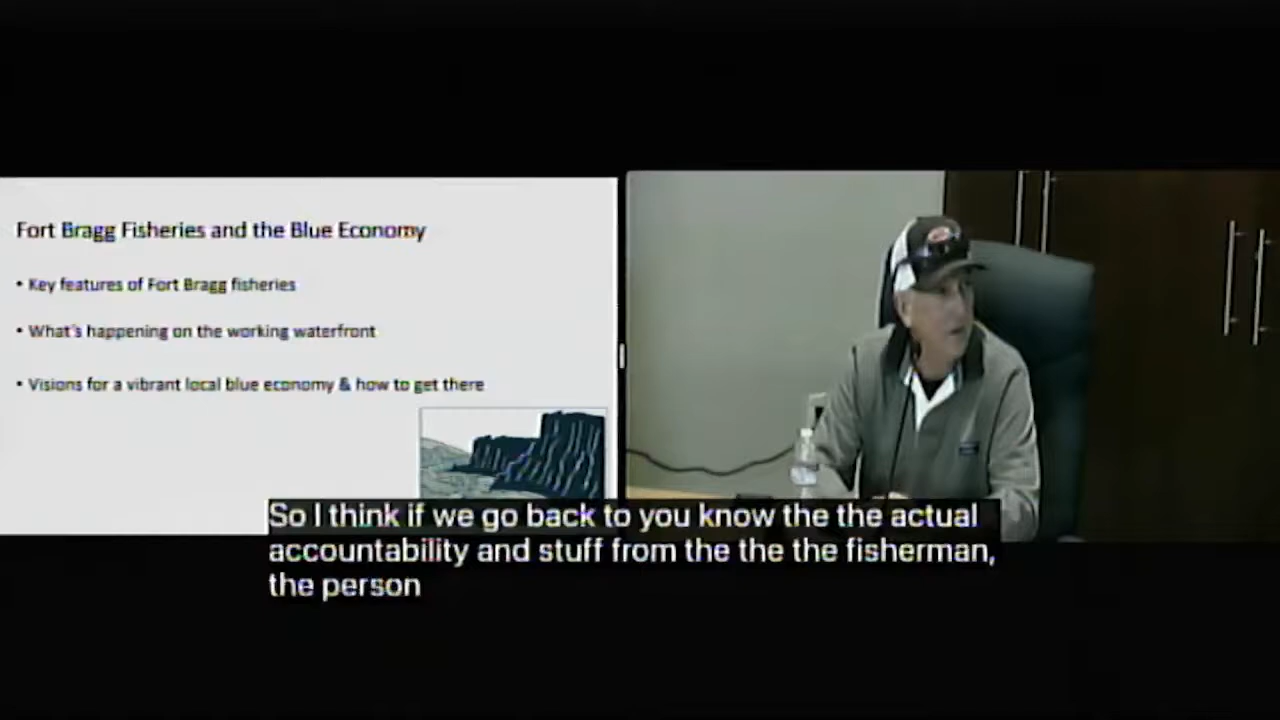 Fort Bragg Fisheries and the Blue Economy
• Key features of Fort Bragg fisheries
• What's happening on the working waterfront
• Visions for a vibrant local blue economy & how to get there
So I think if we go back to you know the the actual
accountability and stuff from the the the fisherman,
the person